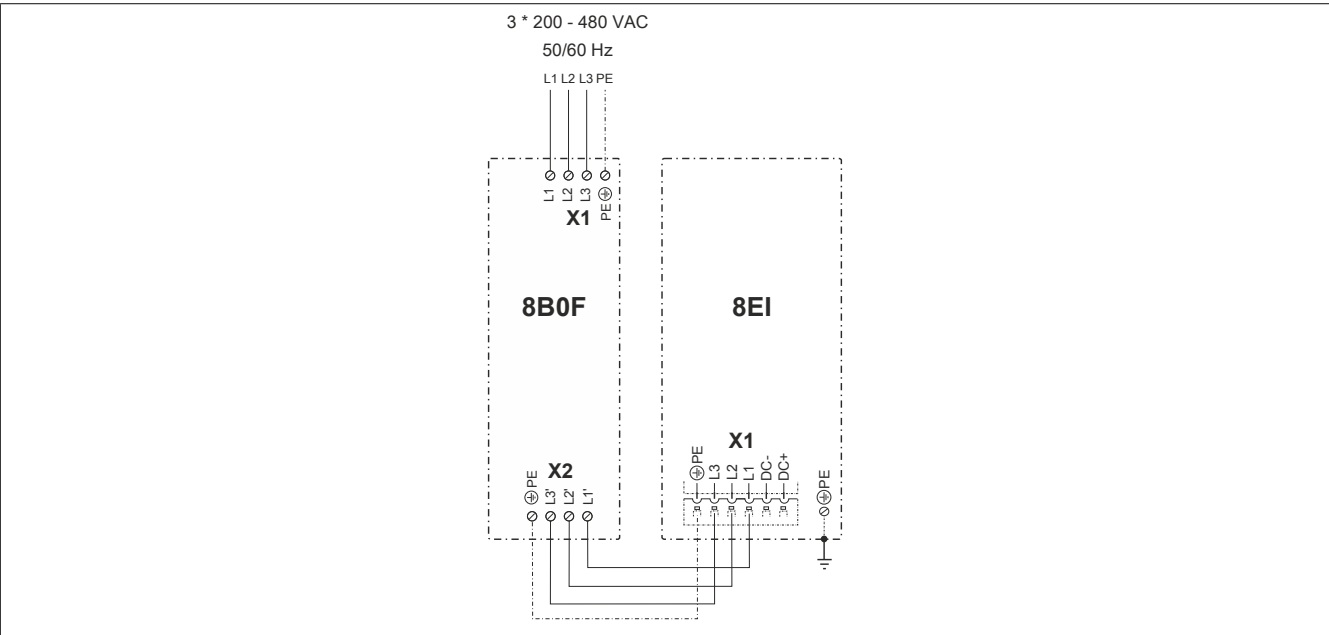 3 * 200 - 480 VAC
50/60 Hz
L1 L2 L3 PE
L1 L2 L3 PE
X1
8B0F
8EI
X1
PE L3 L2 L1 DC- DC+ PE
X2
PE L3' L2' L1'